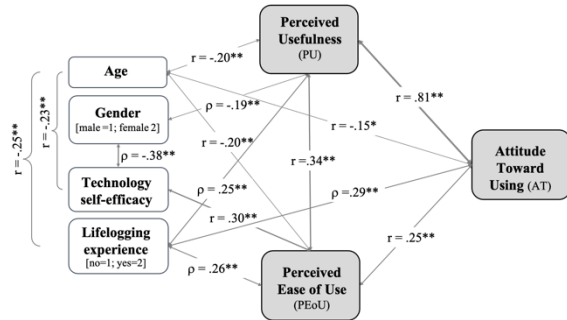 Perceived
Usefulness
(PU)
r = -.20**
Age
r = -.25**
r = -.23**
Gender
[male =1; female 2]
ρ = -.19**
r = -.20**
r = -.15*
r = .81**
ρ = -.38**
r =.34**
Attitude
Toward
Using (AT)
Technology
self-efficacy
ρ = .25**
ρ = .29**
r = .30**
Lifelogging
experience
[no=1; yes=2]
r = .25**
ρ = .26**
Perceived
Ease of Use
(PEoU)